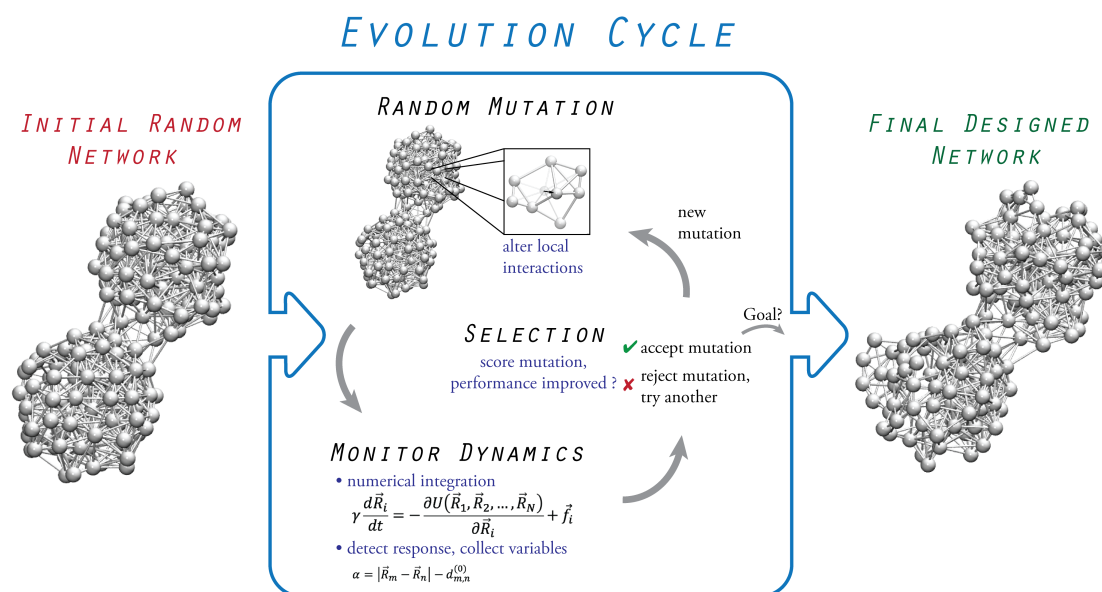 EVOLUTION CYCLE
INITIAL RANDOM
NETWORK
RANDOM MUTATION
alter local
interactions
new
mutation
SELECTION
score mutation,
performance improved ?
✔ accept mutation
✘ reject mutation,
try another
Goal?
MONITOR DYNAMICS
• numerical integration
γ dR⃗ᵢ/dt = − ∂U(R⃗₁, R⃗₂, …, R⃗_N)/∂R⃗ᵢ + f⃗ᵢ
• detect response, collect variables
α = |R⃗ₘ − R⃗ₙ| − d_{m,n}^{(0)}
FINAL DESIGNED
NETWORK